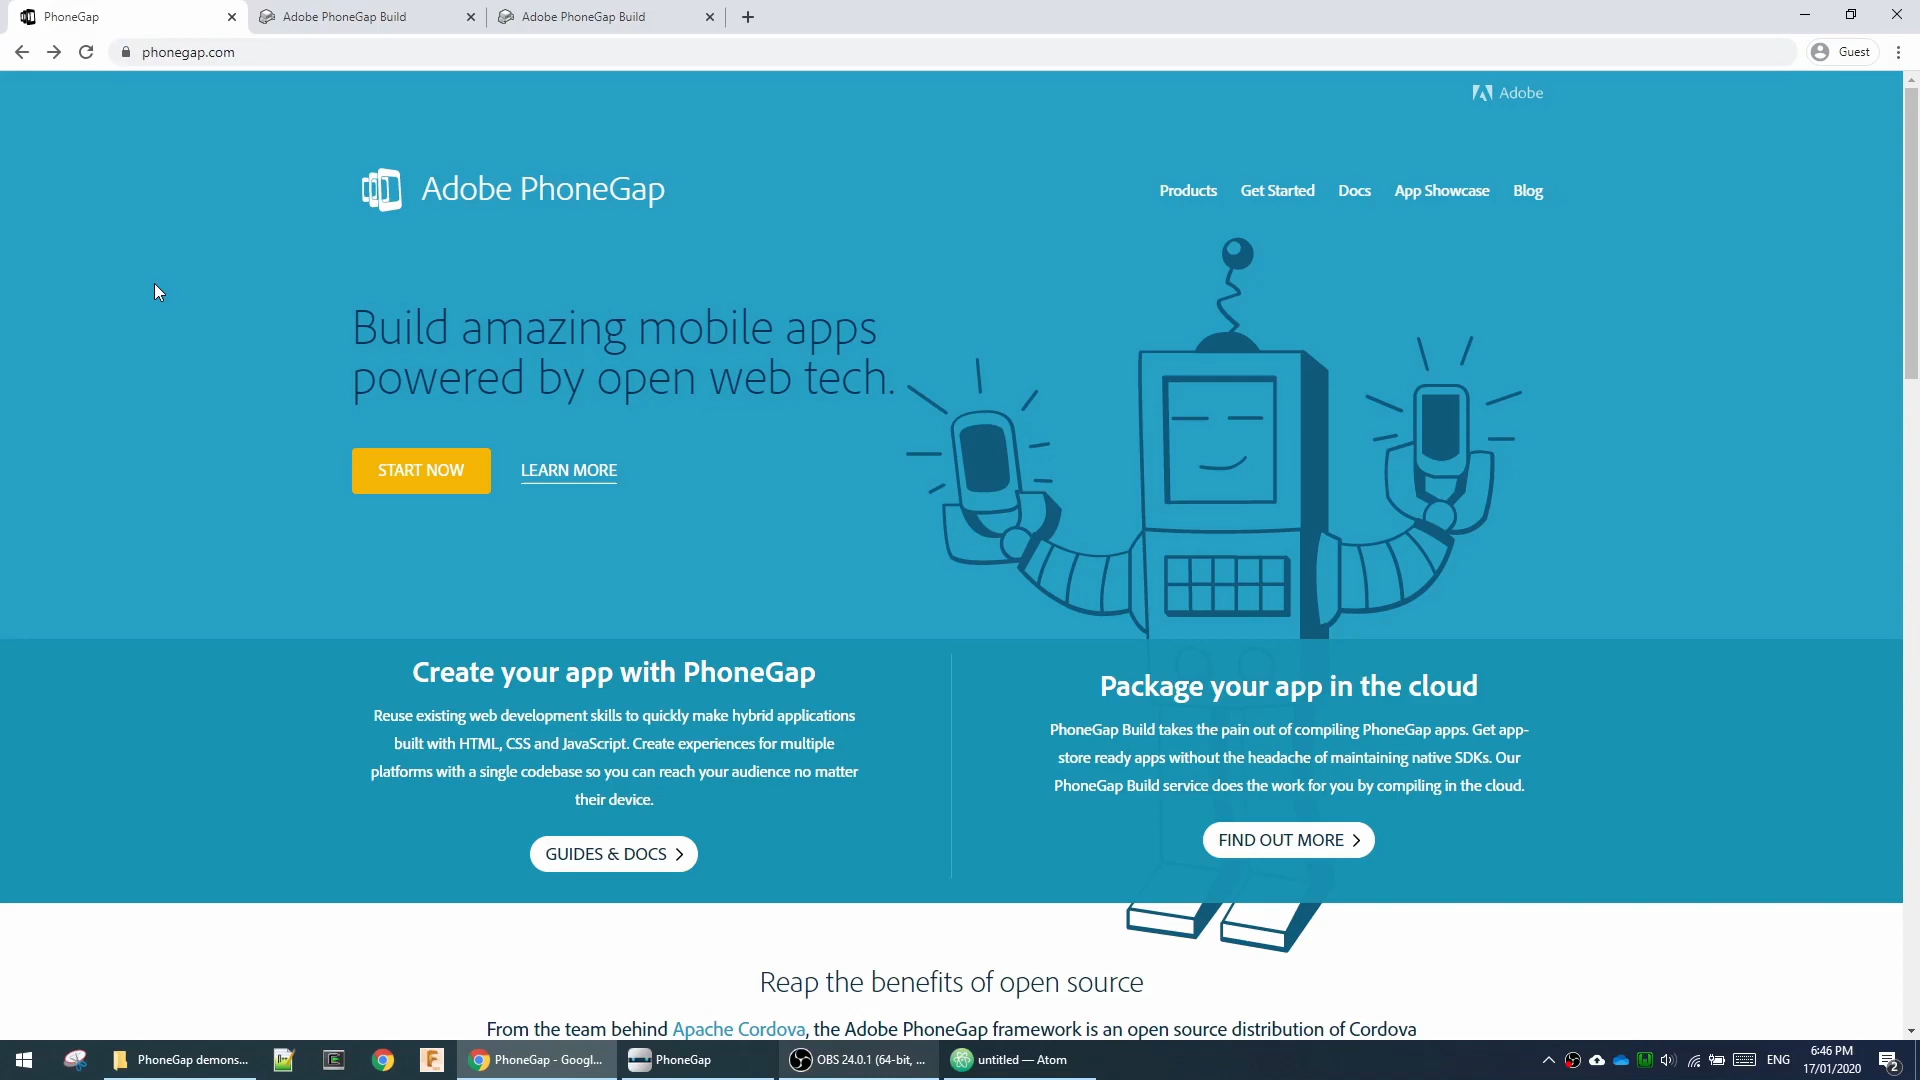 PhoneGap
Adobe PhoneGap Build
Adobe PhoneGap Build
phonegap.com
Guest
Adobe
Adobe PhoneGap
Products
Get Started
Docs
App Showcase
Blog
Build amazing mobile apps
powered by open web tech.
START NOW
LEARN MORE
Create your app with PhoneGap
Reuse existing web development skills to quickly make hybrid applications
built with HTML, CSS and JavaScript. Create experiences for multiple
platforms with a single codebase so you can reach your audience no matter
their device.
GUIDES & DOCS
Package your app in the cloud
PhoneGap Build takes the pain out of compiling PhoneGap apps. Get app-
store ready apps without the headache of maintaining native SDKs. Our
PhoneGap Build service does the work for you by compiling in the cloud.
FIND OUT MORE
Reap the benefits of open source
From the team behind Apache Cordova, the Adobe PhoneGap framework is an open source distribution of Cordova
PhoneGap demons...
PhoneGap - Googl...
PhoneGap
OBS 24.0.1 (64-bit, ...
untitled — Atom
ENG
6:46 PM
17/01/2020
2